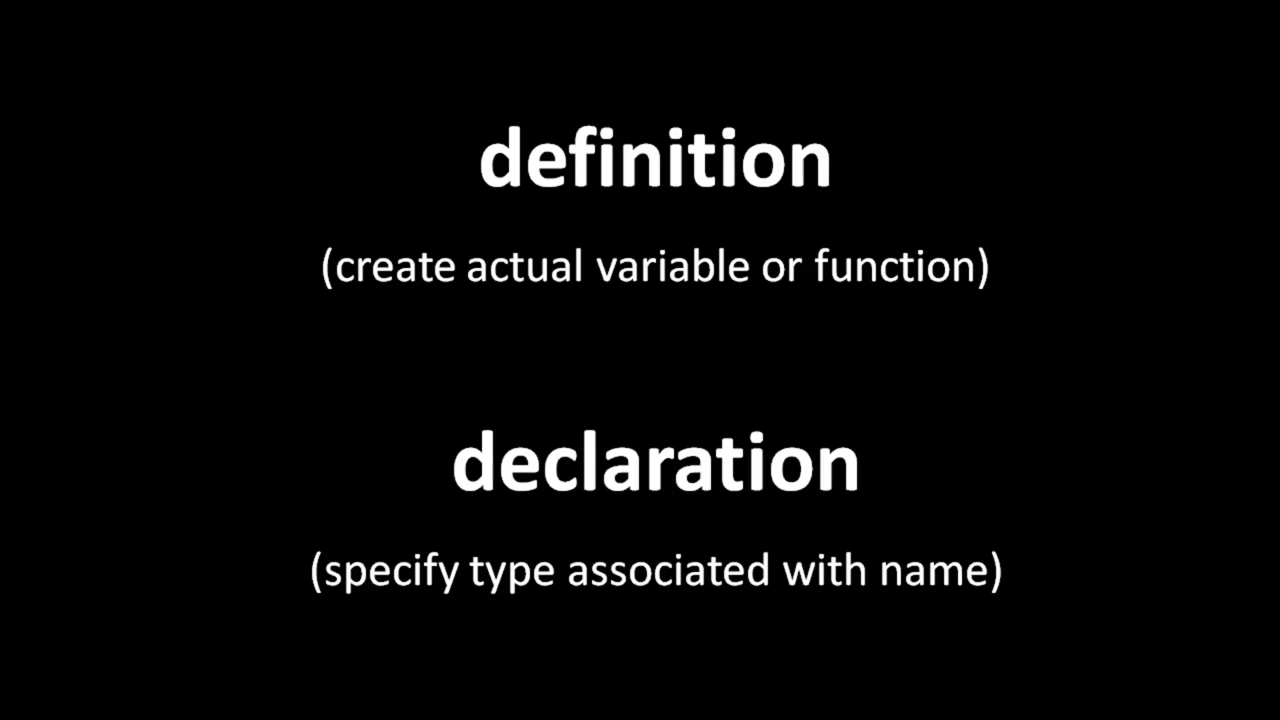 definition
(create actual variable or function)
declaration
(specify type associated with name)